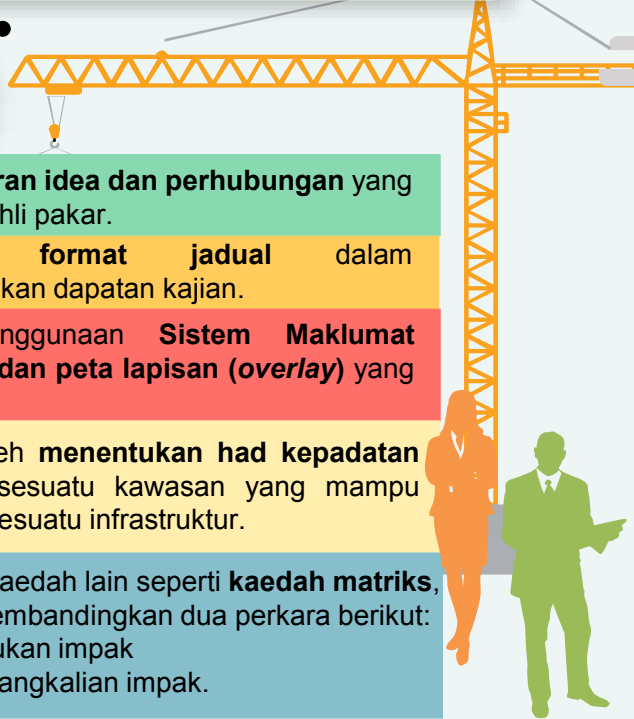 ran idea dan perhubungan yang
hli pakar.
format jadual dalam
kan dapatan kajian.
nggunaan Sistem Maklumat
dan peta lapisan (overlay) yang
eh menentukan had kepadatan
sesuatu kawasan yang mampu
esuatu infrastruktur.
aedah lain seperti kaedah matriks,
embandingkan dua perkara berikut:
ukan impak
angkalian impak.